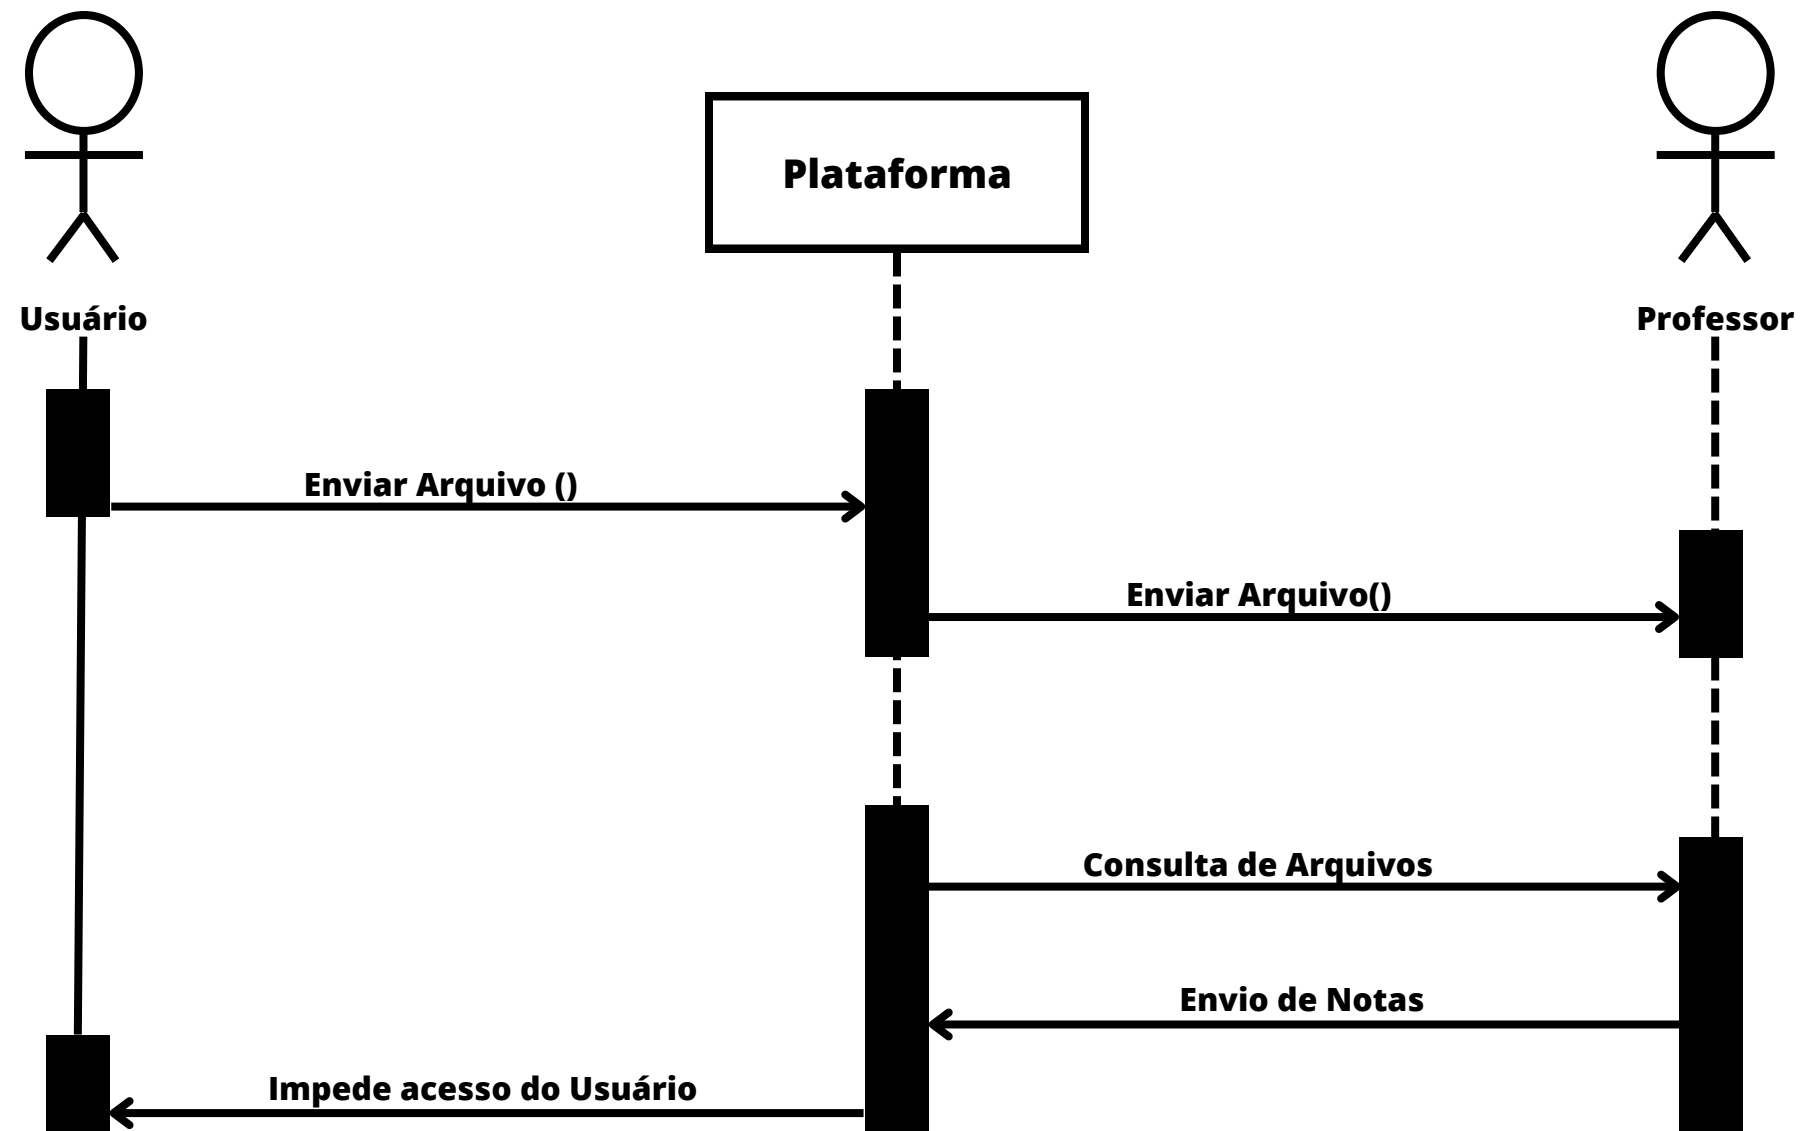 Plataforma
Usuário
Professor
Enviar Arquivo ()
Enviar Arquivo()
Consulta de Arquivos
Envio de Notas
Impede acesso do Usuário